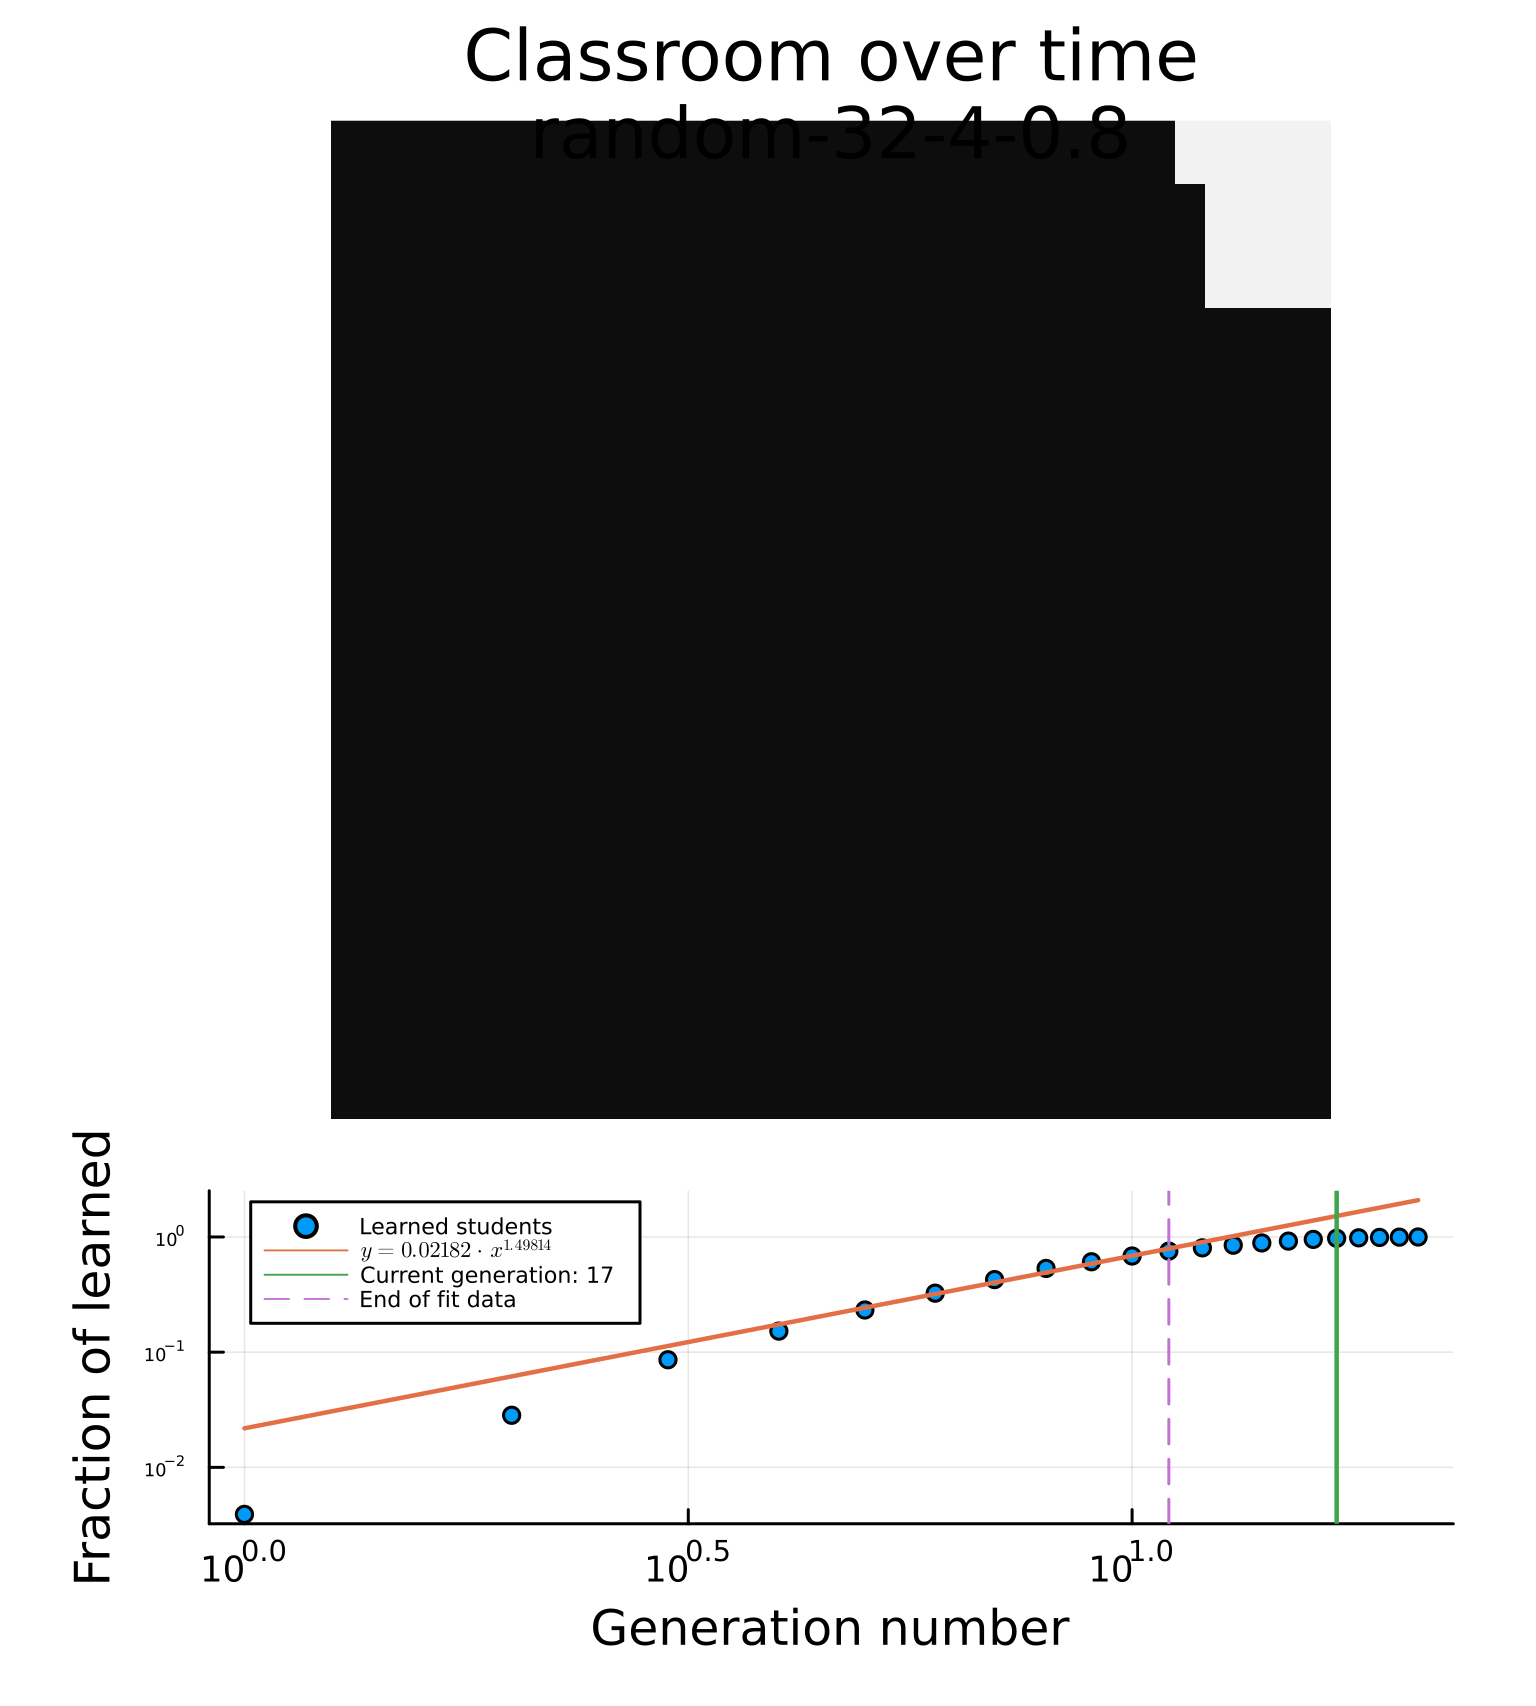 Classroom over time
random-32-4-0.8
Fraction of learned
10^0
10^-1
10^-2
Learned students
y = 0.02182 · x^1.49814
Current generation: 17
End of fit data
10^0.0
10^0.5
10^1.0
Generation number